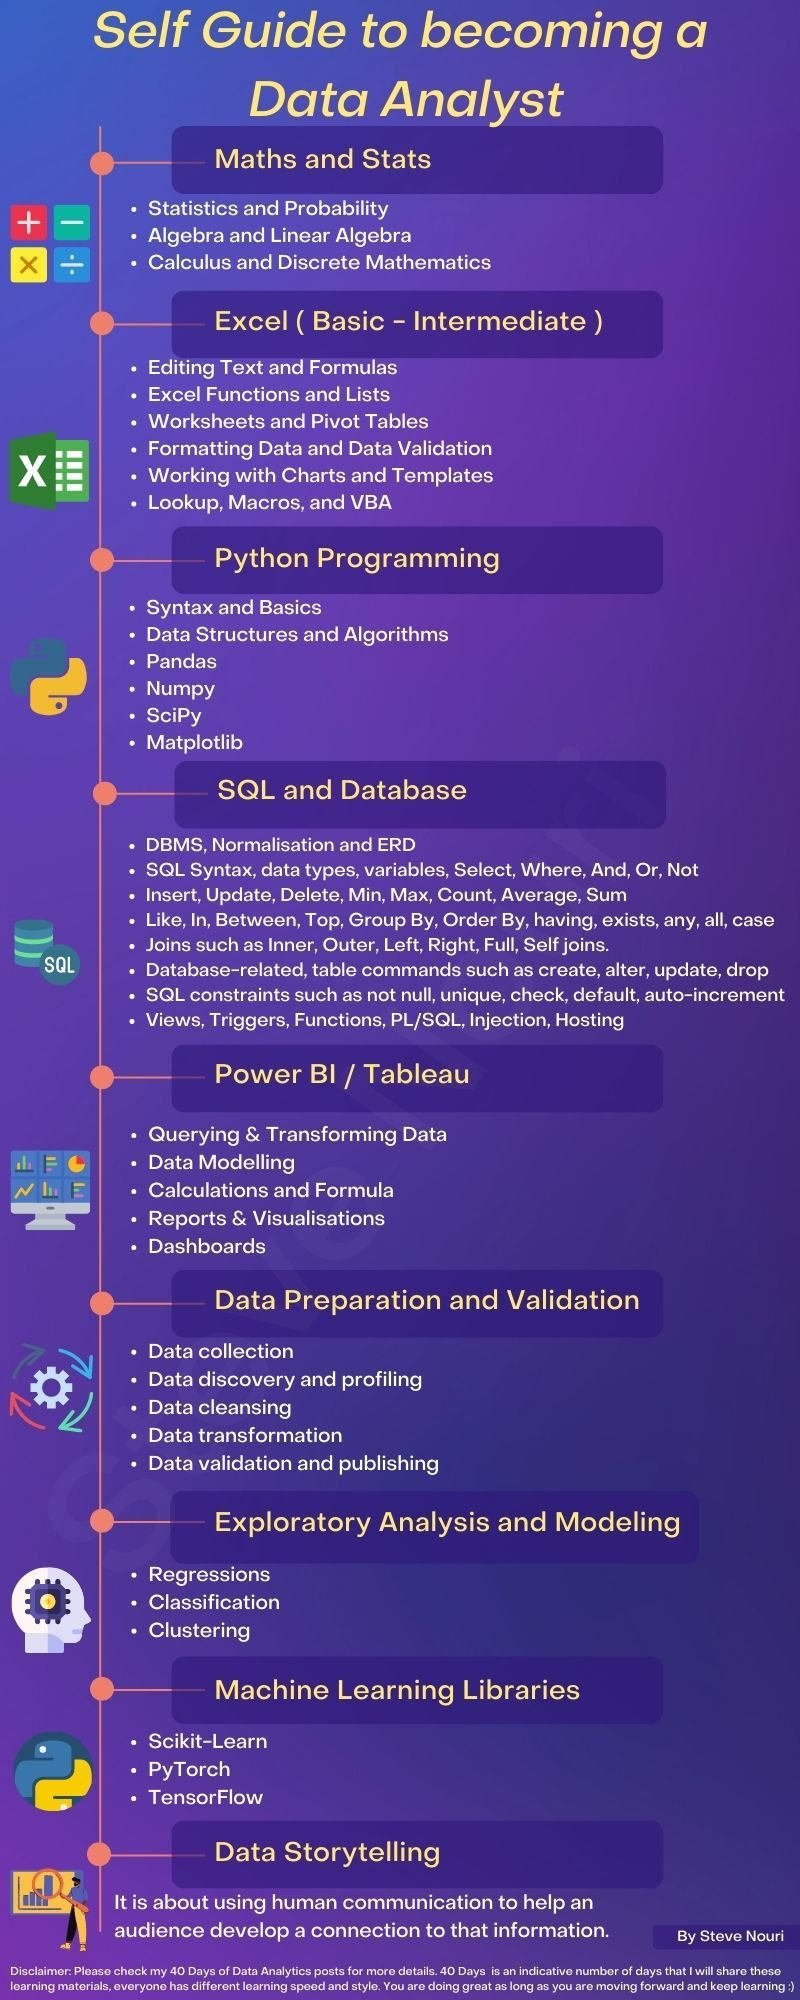 Self Guide to becoming a
Data Analyst
Maths and Stats
• Statistics and Probability
• Algebra and Linear Algebra
• Calculus and Discrete Mathematics
Excel ( Basic - Intermediate )
• Editing Text and Formulas
• Excel Functions and Lists
• Worksheets and Pivot Tables
• Formatting Data and Data Validation
• Working with Charts and Templates
• Lookup, Macros, and VBA
X
Python Programming
• Syntax and Basics
• Data Structures and Algorithms
• Pandas
• Numpy
• SciPy
• Matplotlib
SQL and Database
• DBMS, Normalisation and ERD
• SQL Syntax, data types, variables, Select, Where, And, Or, Not
• Insert, Update, Delete, Min, Max, Count, Average, Sum
• Like, In, Between, Top, Group By, Order By, having, exists, any, all, case
• Joins such as Inner, Outer, Left, Right, Full, Self joins.
• Database-related, table commands such as create, alter, update, drop
• SQL constraints such as not null, unique, check, default, auto-increment
• Views, Triggers, Functions, PL/SQL, Injection, Hosting
SQL
Power BI / Tableau
• Querying & Transforming Data
• Data Modelling
• Calculations and Formula
• Reports & Visualisations
• Dashboards
Data Preparation and Validation
• Data collection
• Data discovery and profiling
• Data cleansing
• Data transformation
• Data validation and publishing
Exploratory Analysis and Modeling
• Regressions
• Classification
• Clustering
Machine Learning Libraries
• Scikit-Learn
• PyTorch
• TensorFlow
Data Storytelling
It is about using human communication to help an
audience develop a connection to that information.
By Steve Nouri
Disclaimer: Please check my 40 Days of Data Analytics posts for more details. 40 Days is an indicative number of days that I will share these
learning materials, everyone has different learning speed and style. You are doing great as long as you are moving forward and keep learning :)
Steve Nouri